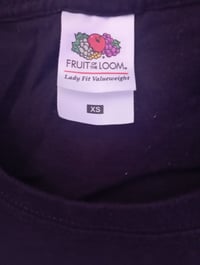 FRUIT OF THE LOOM®
Lady Fit Valueweight
XS